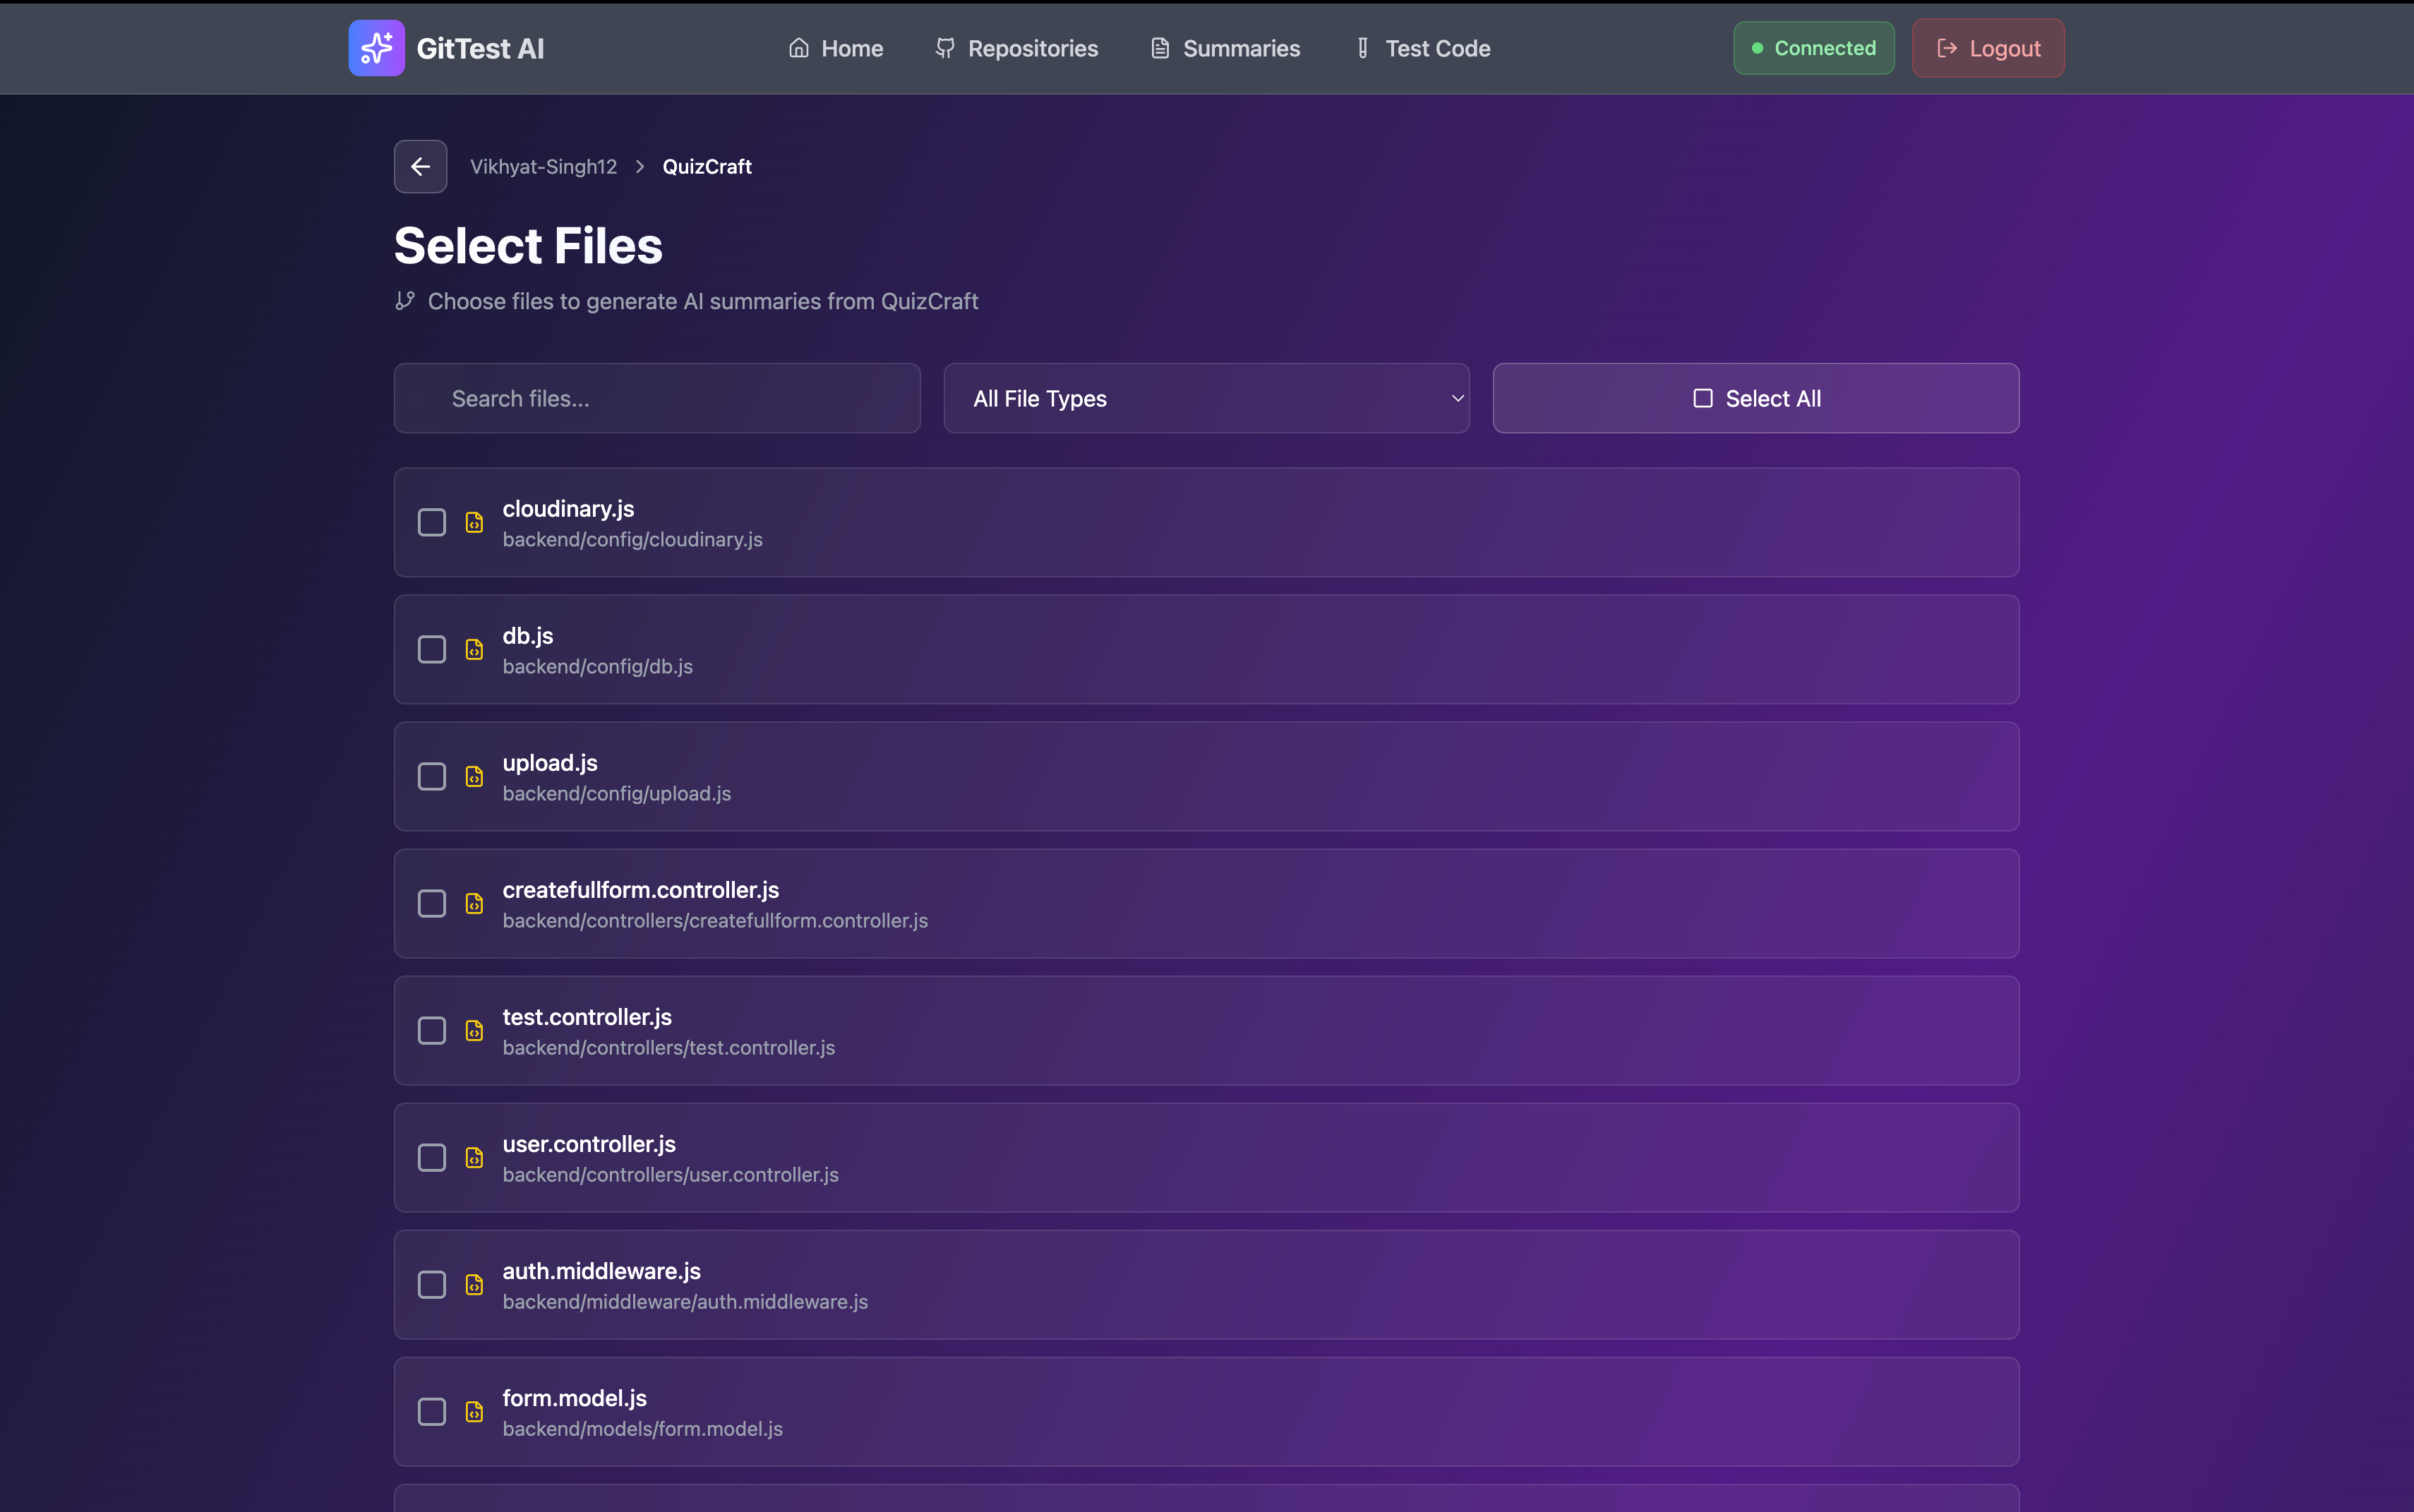 GitTest AI
Home
Repositories
Summaries
Test Code
Connected
Logout
Vikhyat-Singh12 > QuizCraft
Select Files
Choose files to generate AI summaries from QuizCraft
Search files...
All File Types
Select All
cloudinary.js
backend/config/cloudinary.js
db.js
backend/config/db.js
upload.js
backend/config/upload.js
createfullform.controller.js
backend/controllers/createfullform.controller.js
test.controller.js
backend/controllers/test.controller.js
user.controller.js
backend/controllers/user.controller.js
auth.middleware.js
backend/middleware/auth.middleware.js
form.model.js
backend/models/form.model.js